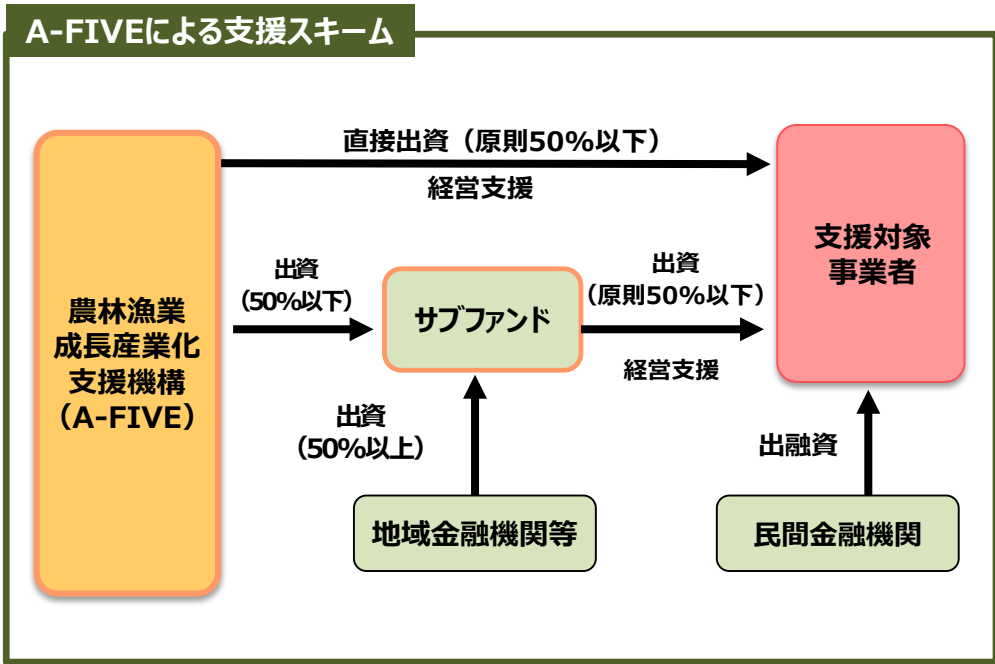 A-FIVEによる支援スキーム
直接出資（原則50%以下）
経営支援
農林漁業
成長産業化
支援機構
（A-FIVE）
出資
（50%以下）
サブファンド
出資
（原則50%以下）
経営支援
支援対象
事業者
出資
（50%以上）
出融資
地域金融機関等
民間金融機関